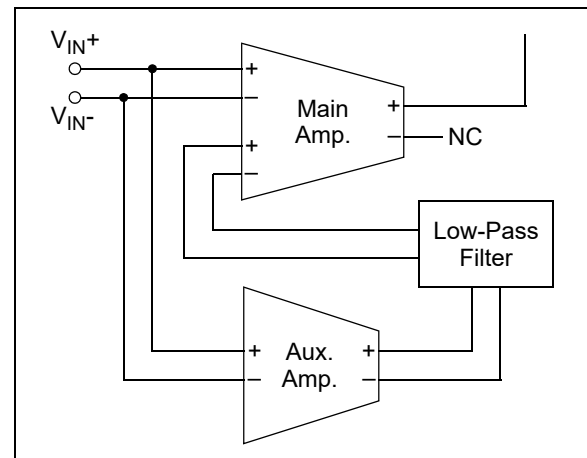 VIN+
VIN-
+
−
+
−
Main
Amp.
+
−
NC
Low-Pass
Filter
+
−
Aux.
Amp.
+
−